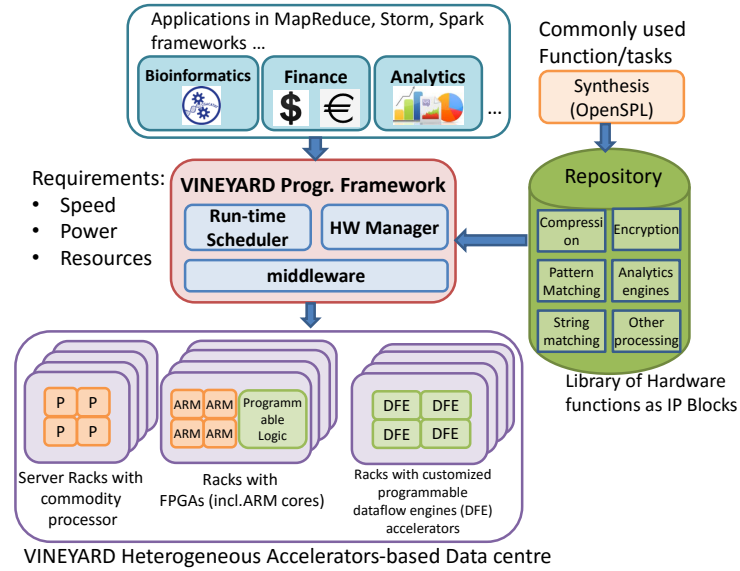 Applications in MapReduce, Storm, Spark
frameworks …
Bioinformatics
Finance
Analytics
$
€
...
Commonly used
Function/tasks
Synthesis
(OpenSPL)
Requirements:
• Speed
• Power
• Resources
VINEYARD Progr. Framework
Run-time
Scheduler
HW Manager
middleware
Repository
Compressi
on
Encryption
Pattern
Matching
Analytics
engines
String
matching
Other
processing
Library of Hardware
functions as IP Blocks
P P
P P
Server Racks with
commodity
processor
ARM ARM
ARM ARM
Programm
able
Logic
Racks with
FPGAs (incl.ARM cores)
DFE DFE
DFE DFE
Racks with customized
programmable
dataflow engines (DFE)
accelerators
VINEYARD Heterogeneous Accelerators-based Data centre